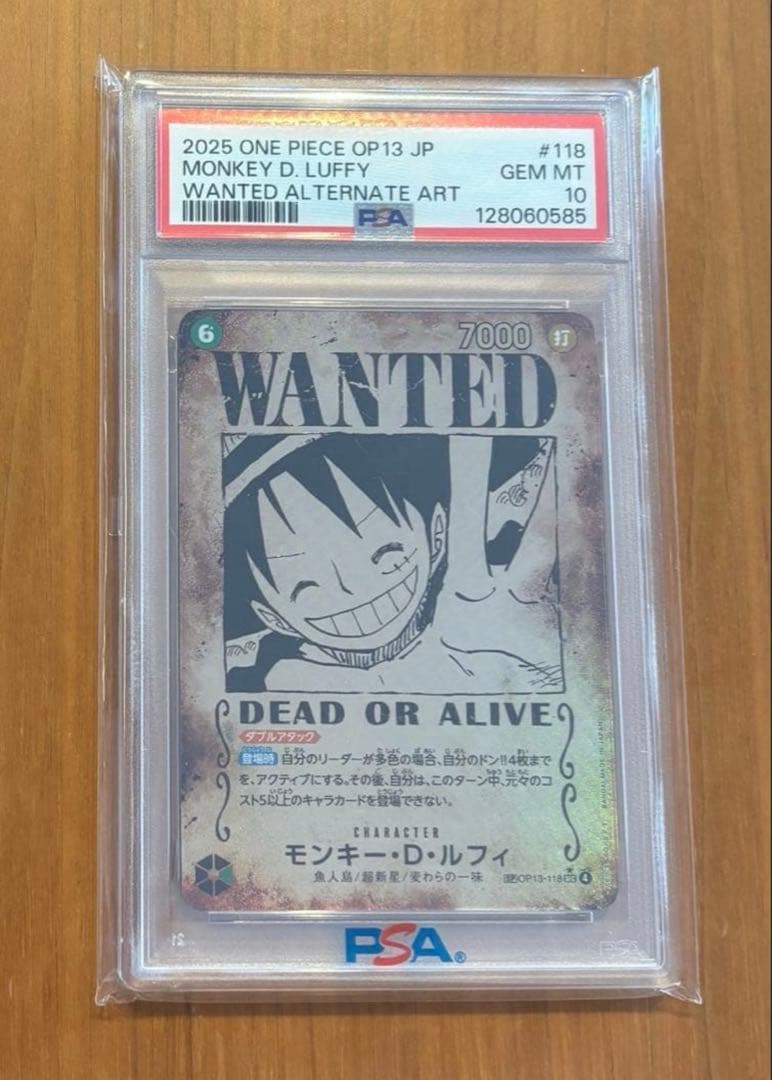 2025 ONE PIECE OP13 JP #118
MONKEY D. LUFFY GEM MT
WANTED ALTERNATE ART 10
PSA 128060585
6 7000 打
WANTED
DEAD OR ALIVE
ダブルアタック
登場時 自分のリーダーが多色の場合、自分のドン!!4枚まで
を、アクティブにする。その後、自分は、このターン中、元々のコ
スト5以上のキャラカードを登場できない。
CHARACTER
モンキー・D・ルフィ
魚人島/超新星/麦わらの一味 OP13-118 4
PSA®